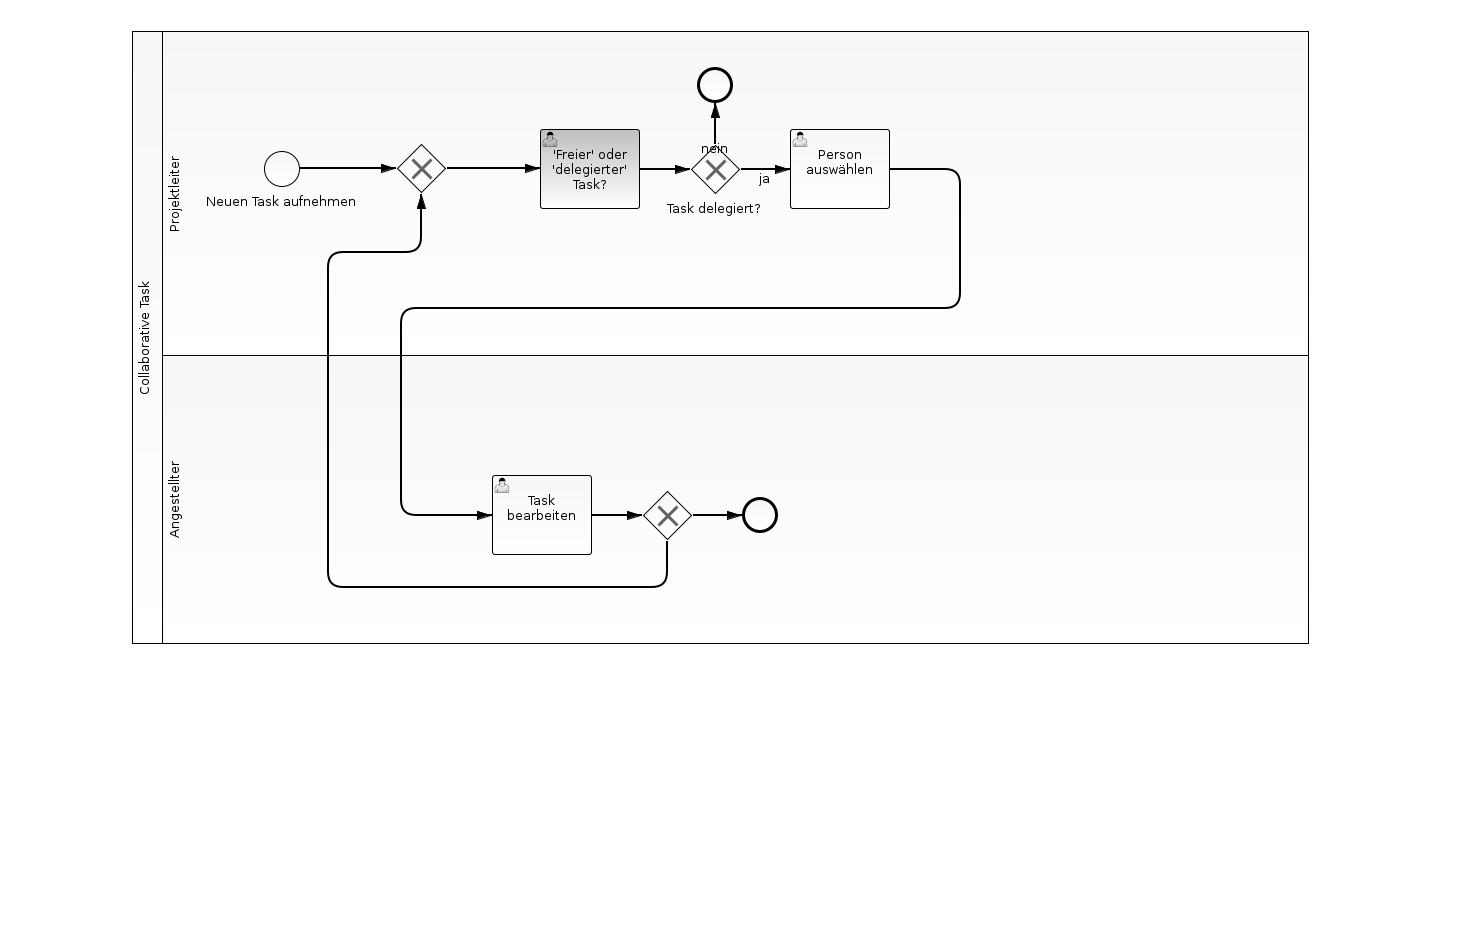 Collaborative Task
Projektleiter
Neuen Task aufnehmen
'Freier' oder
'delegierter'
Task?
nein
Task delegiert?
ja
Person
auswählen
Angestellter
Task
bearbeiten